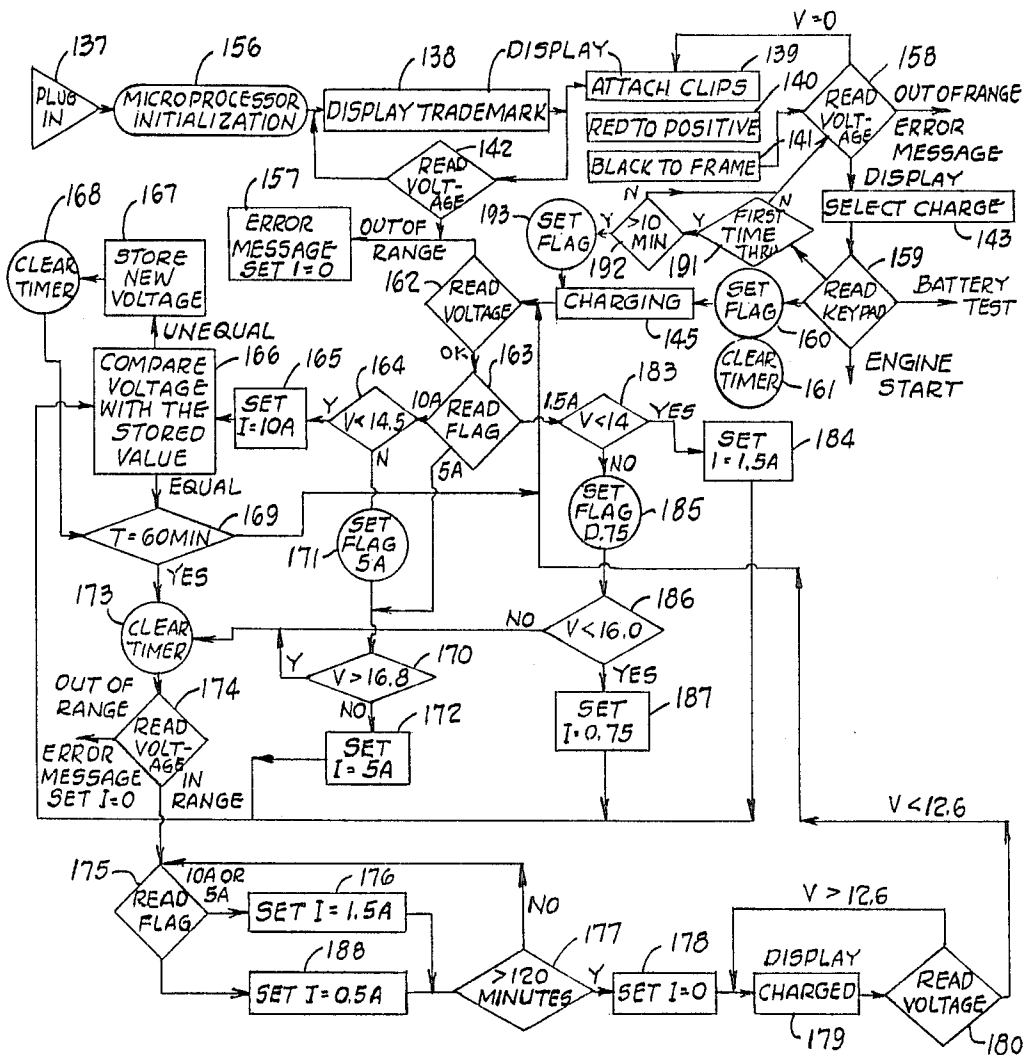 V=0
137
156
138
DISPLAY
139
158
PLUG
IN
MICROPROCESSOR
INITIALIZATION
DISPLAY TRADEMARK
ATTACH CLIPS
140
RED TO POSITIVE
141
BLACK TO FRAME
READ
VOLT-
AGE
OUT OF RANGE
ERROR
MESSAGE
142
READ
VOLT-
AGE
168
167
157
193
DISPLAY
SELECT CHARGE
143
ERROR
MESSAGE
SET I=0
OUT OF
RANGE
SET
FLAG
N
Y
>10
MIN
192
Y
N
FIRST
TIME
THRU
191
159
CLEAR
TIMER
STORE
NEW
VOLTAGE
162
READ
VOLTAGE
CHARGING
145
SET
FLAG
160
READ
KEYPAD
BATTERY
TEST
CLEAR
TIMER
161
ENGINE
START
UNEQUAL
166
COMPARE
VOLTAGE
WITH THE
STORED
VALUE
165
164
OK
163
183
SET
I=10A
Y
V<14.5
10A
READ
FLAG
1.5A
V<14
YES
184
SET
I=1.5A
N
5A
NO
EQUAL
T=60MIN
169
171
SET
FLAG
5A
SET
FLAG
0.75
185
YES
173
CLEAR
TIMER
NO
186
V<16.0
Y
V>16.8
170
YES
OUT OF
RANGE
174
NO
172
187
READ
VOLT-
AGE
SET
I=5A
SET
I=0.75
ERROR
MESSAGE
SET I=0
IN
RANGE
V<12.6
175
READ
FLAG
10A OR
5A
176
SET I=1.5A
NO
177
V>12.6
188
SET I=0.5A
>120
MINUTES
Y
178
SET I=0
DISPLAY
CHARGED
179
READ
VOLTAGE
180